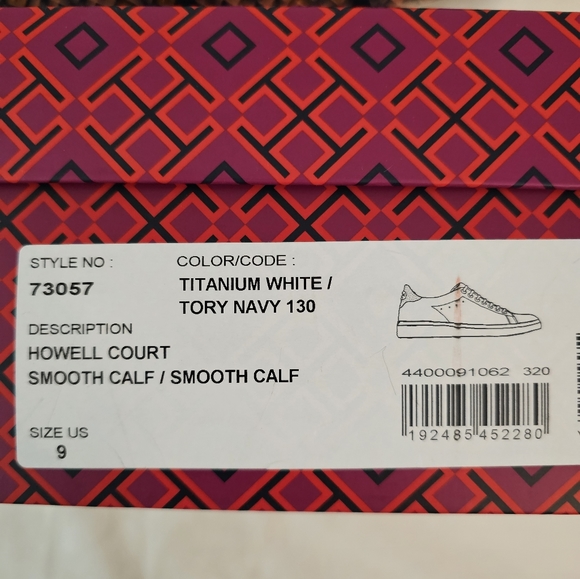 STYLE NO :
73057
COLOR/CODE :
TITANIUM WHITE /
TORY NAVY 130
DESCRIPTION
HOWELL COURT
SMOOTH CALF / SMOOTH CALF
SIZE US
9
4400091062 320
192485 452280